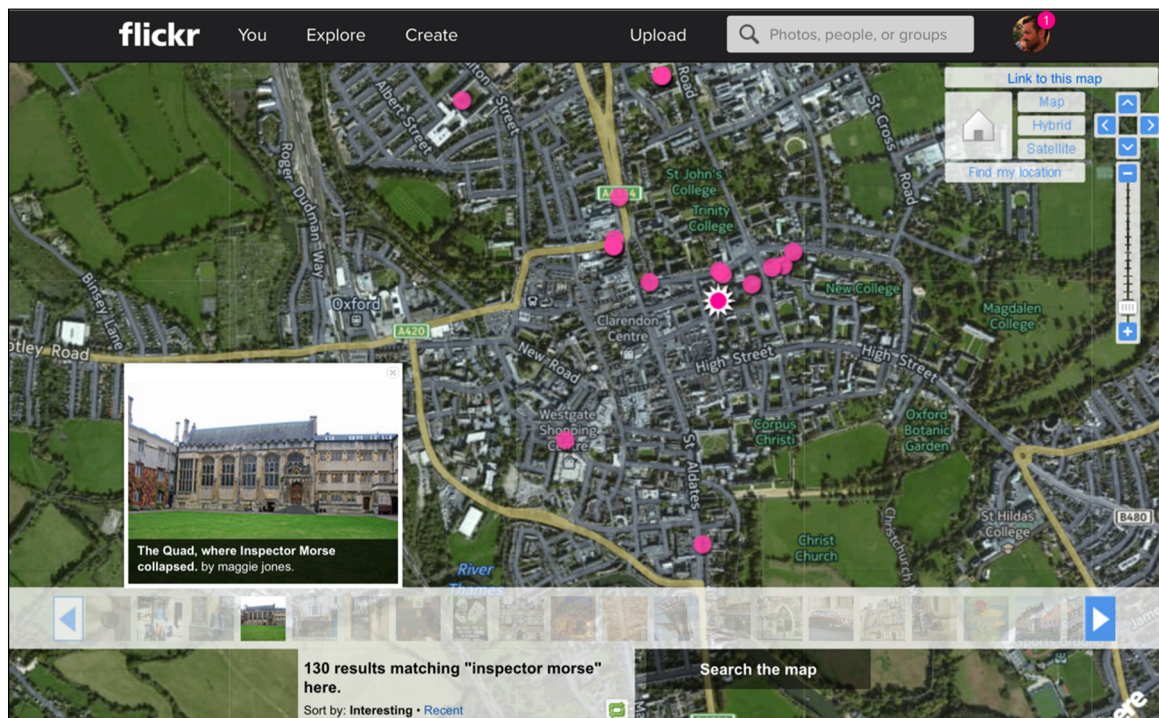 flickr You Explore Create Upload Photos, people, or groups 1
Link to this map
Map
Hybrid
Satellite
Find my location
Albert Street
Street
Road
St Cross Road
Roger Dudman Way
St John's College
Trinity College
Binsey Lane
Oxford
New College
Magdalen College
A420
Clarendon Centre
otley Road
New Road
High Street
High Street
Westgate Shopping Centre
Corpus Christi
Oxford Botanic Garden
St Aldates
B480
St Hildas College
Christ Church
River Thames
The Quad, where Inspector Morse
collapsed. by maggie jones.
130 results matching "inspector morse"
here.
Sort by: Interesting • Recent
Search the map
ere